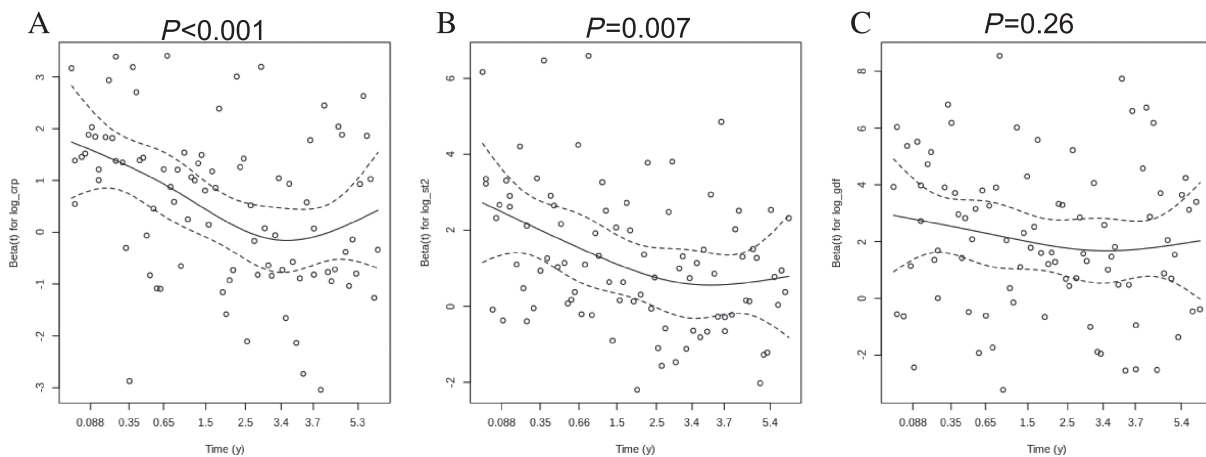 A
P<0.001
Beta(t) for log_crp
3
2
1
0
-1
-2
-3
0.088 0.35 0.65 1.5 2.5 3.4 3.7 5.3
Time (y)
B
P=0.007
Beta(t) for log_st2
6
4
2
0
-2
0.088 0.35 0.66 1.5 2.5 3.4 3.7 5.4
Time (y)
C
P=0.26
Beta(t) for log_gdf
8
6
4
2
0
-2
0.088 0.35 0.65 1.5 2.5 3.4 3.7 5.4
Time (y)